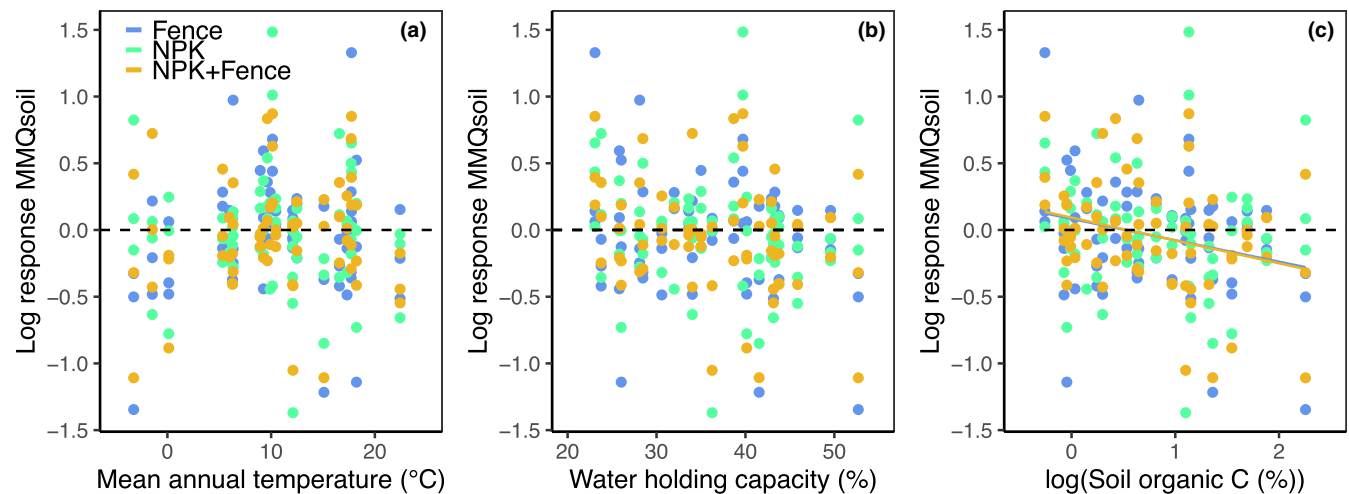 (a)
Fence
NPK
NPK+Fence
1.5
1.0
0.5
0.0
−0.5
−1.0
−1.5
0 10 20
Log response MMQsoil
Mean annual temperature (°C)
(b)
1.5
1.0
0.5
0.0
−0.5
−1.0
−1.5
20 30 40 50
Log response MMQsoil
Water holding capacity (%)
(c)
1.5
1.0
0.5
0.0
−0.5
−1.0
−1.5
0 1 2
Log response MMQsoil
log(Soil organic C (%))